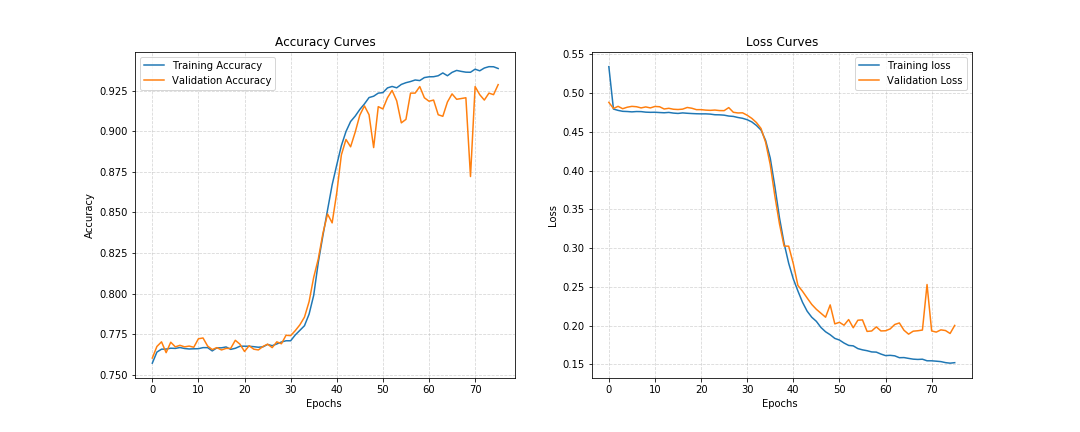 Accuracy Curves
Training Accuracy
Validation Accuracy
0.925
0.900
0.875
0.850
0.825
0.800
0.775
0.750
Accuracy
0 10 20 30 40 50 60 70
Epochs
Loss Curves
Training loss
Validation Loss
0.55
0.50
0.45
0.40
0.35
0.30
0.25
0.20
0.15
Loss
0 10 20 30 40 50 60 70
Epochs